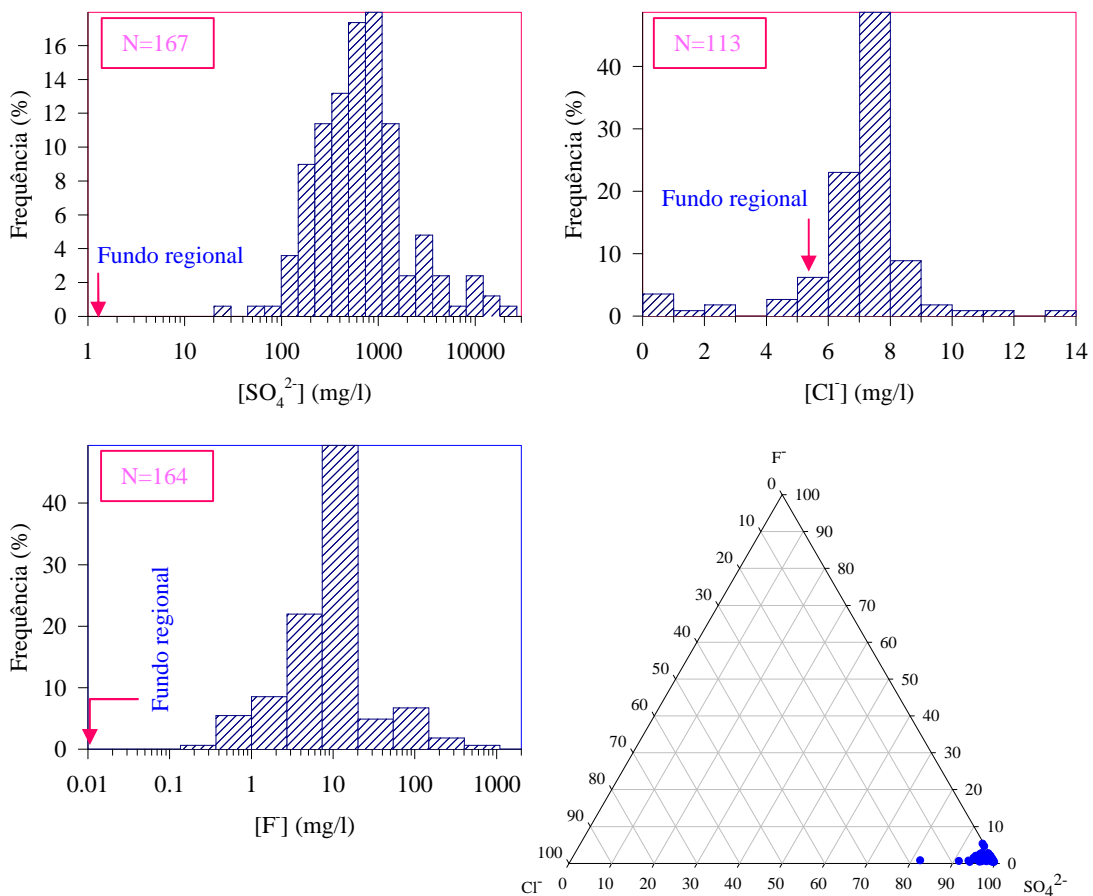 N=167
Frequência (%)
16
14
12
10
8
6
4
2
0
Fundo regional
1 10 100 1000 10000
[SO₄²⁻] (mg/l)
N=113
Frequência (%)
40
30
20
10
0
Fundo regional
0 2 4 6 8 10 12 14
[Cl⁻] (mg/l)
N=164
Frequência (%)
40
30
20
10
0
Fundo regional
0.01 0.1 1 10 100 1000
[F⁻] (mg/l)
F⁻
0 100
10 90
20 80
30 70
40 60
50 50
60 40
70 30
80 20
90 10
100 0
Cl⁻ 0 10 20 30 40 50 60 70 80 90 100 SO₄²⁻